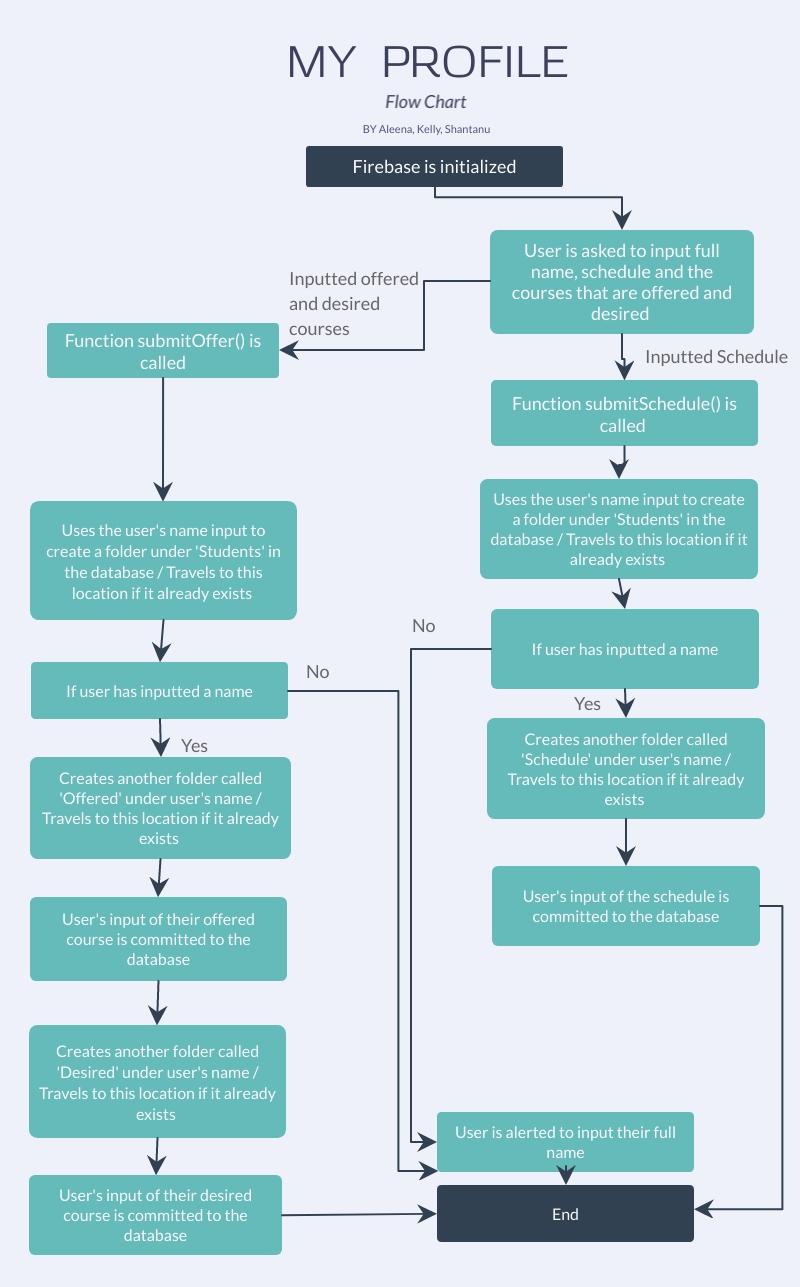 MY PROFILE
Flow Chart
BY Aleena, Kelly, Shantanu
Firebase is initialized
User is asked to input full
name, schedule and the
courses that are offered and
desired
Inputted offered
and desired
courses
Function submitOffer() is
called
Inputted Schedule
Function submitSchedule() is
called
Uses the user's name input to create
a folder under 'Students' in the
database / Travels to this location if it
already exists
Uses the user's name input to
create a folder under 'Students' in
the database / Travels to this
location if it already exists
No
If user has inputted a name
If user has inputted a name
No
Yes
Yes
Creates another folder called
'Schedule' under user's name /
Travels to this location if it already
exists
Creates another folder called
'Offered' under user's name /
Travels to this location if it already
exists
User's input of the schedule is
committed to the database
User's input of their offered
course is committed to the
database
Creates another folder called
'Desired' under user's name /
Travels to this location if it already
exists
User is alerted to input their full
name
User's input of their desired
course is committed to the
database
End